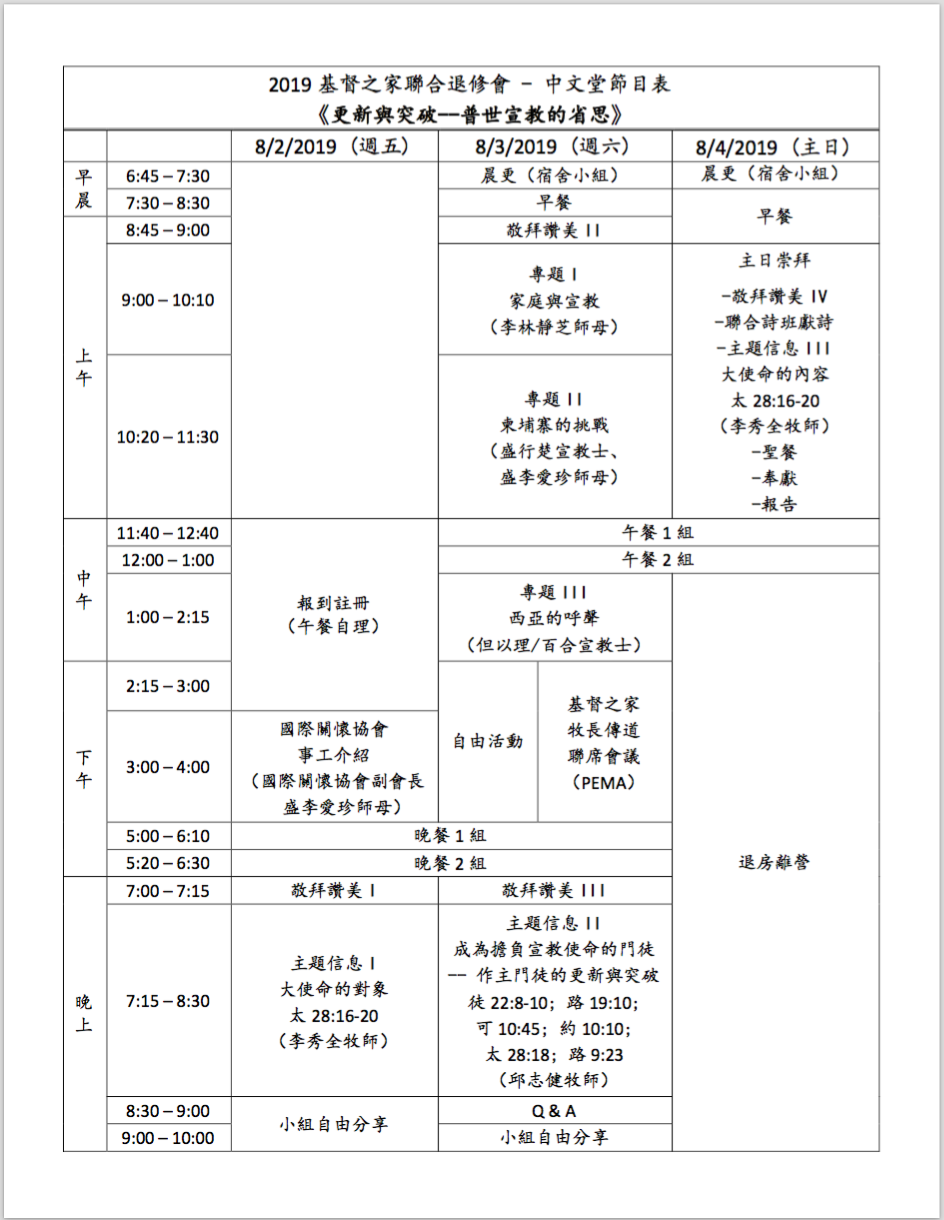 2019 基督之家聯合退修會 - 中文堂節目表
《更新與突破--普世宣教的省思》
8/2/2019（週五） 8/3/2019（週六） 8/4/2019（主日）
早
晨
6:45 – 7:30 晨更（宿舍小組） 晨更（宿舍小組）
7:30 – 8:30 早餐
早餐
上
午
8:45 – 9:00 敬拜讚美 II
9:00 – 10:10
專題 I
家庭與宣教
（李林靜芝師母）
10:20 – 11:30
專題 II
柬埔寨的挑戰
（盛行楚宣教士、
盛李愛珍師母）
主日崇拜
-敬拜讚美 IV
-聯合詩班獻詩
-主題信息 III
大使命的內容
太 28:16-20
（李秀全牧師）
-聖餐
-奉獻
-報告
中
午
11:40 – 12:40 午餐 1 組
12:00 – 1:00 午餐 2 組
1:00 – 2:15
報到註冊
（午餐自理）
專題 III
西亞的呼聲
（但以理/百合宣教士）
下
午
2:15 – 3:00
3:00 – 4:00
國際關懷協會
事工介紹
（國際關懷協會副會長
盛李愛珍師母）
自由活動
基督之家
牧長傳道
聯席會議
（PEMA）
5:00 – 6:10 晚餐 1 組
5:20 – 6:30 晚餐 2 組
退房離營
晚
上
7:00 – 7:15 敬拜讚美 I 敬拜讚美 III
7:15 – 8:30
主題信息 I
大使命的對象
太 28:16-20
（李秀全牧師）
主題信息 II
成為擔負宣教使命的門徒
-- 作主門徒的更新與突破
徒 22:8-10；路 19:10；
可 10:45；約 10:10；
太 28:18；路 9:23
（邱志健牧師）
8:30 – 9:00 Q & A
小組自由分享
9:00 – 10:00 小組自由分享